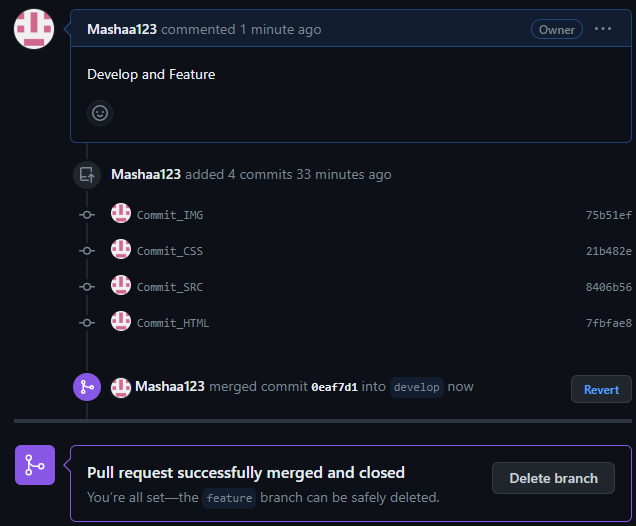 Mashaa123 commented 1 minute ago Owner ···
Develop and Feature
Mashaa123 added 4 commits 33 minutes ago
Commit_IMG 75b51ef
Commit_CSS 21b482e
Commit_SRC 8406b56
Commit_HTML 7fbfae8
Mashaa123 merged commit 0eaf7d1 into develop now Revert
Pull request successfully merged and closed
You're all set—the feature branch can be safely deleted.
Delete branch